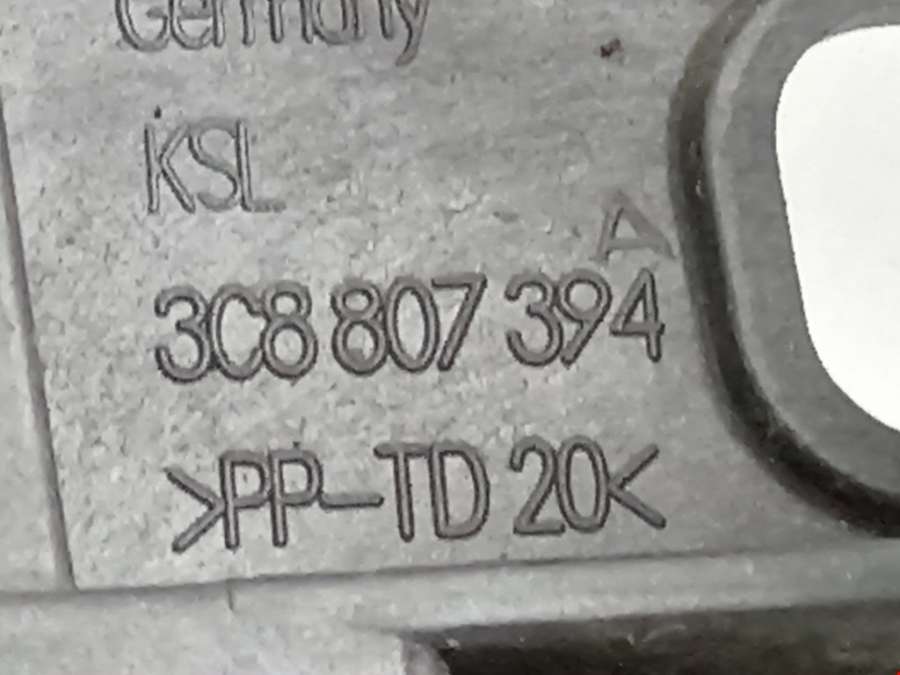 Germany
KSL
A
3C8 807 394
>PP-TD 20<